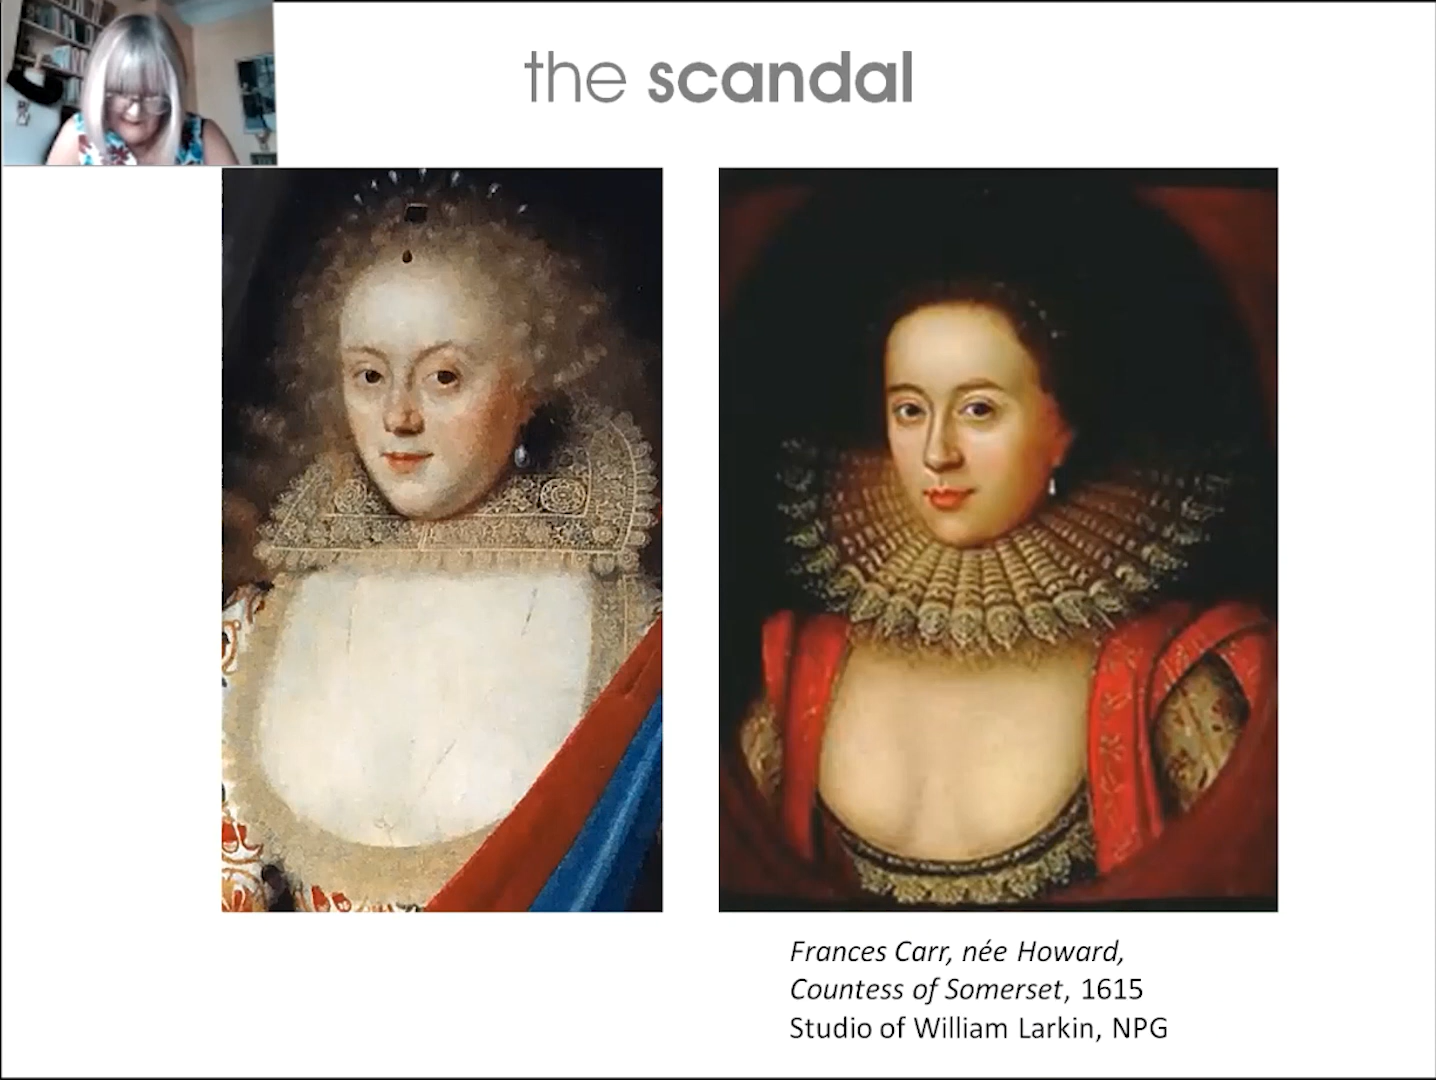 the scandal
Frances Carr, née Howard,
Countess of Somerset, 1615
Studio of William Larkin, NPG